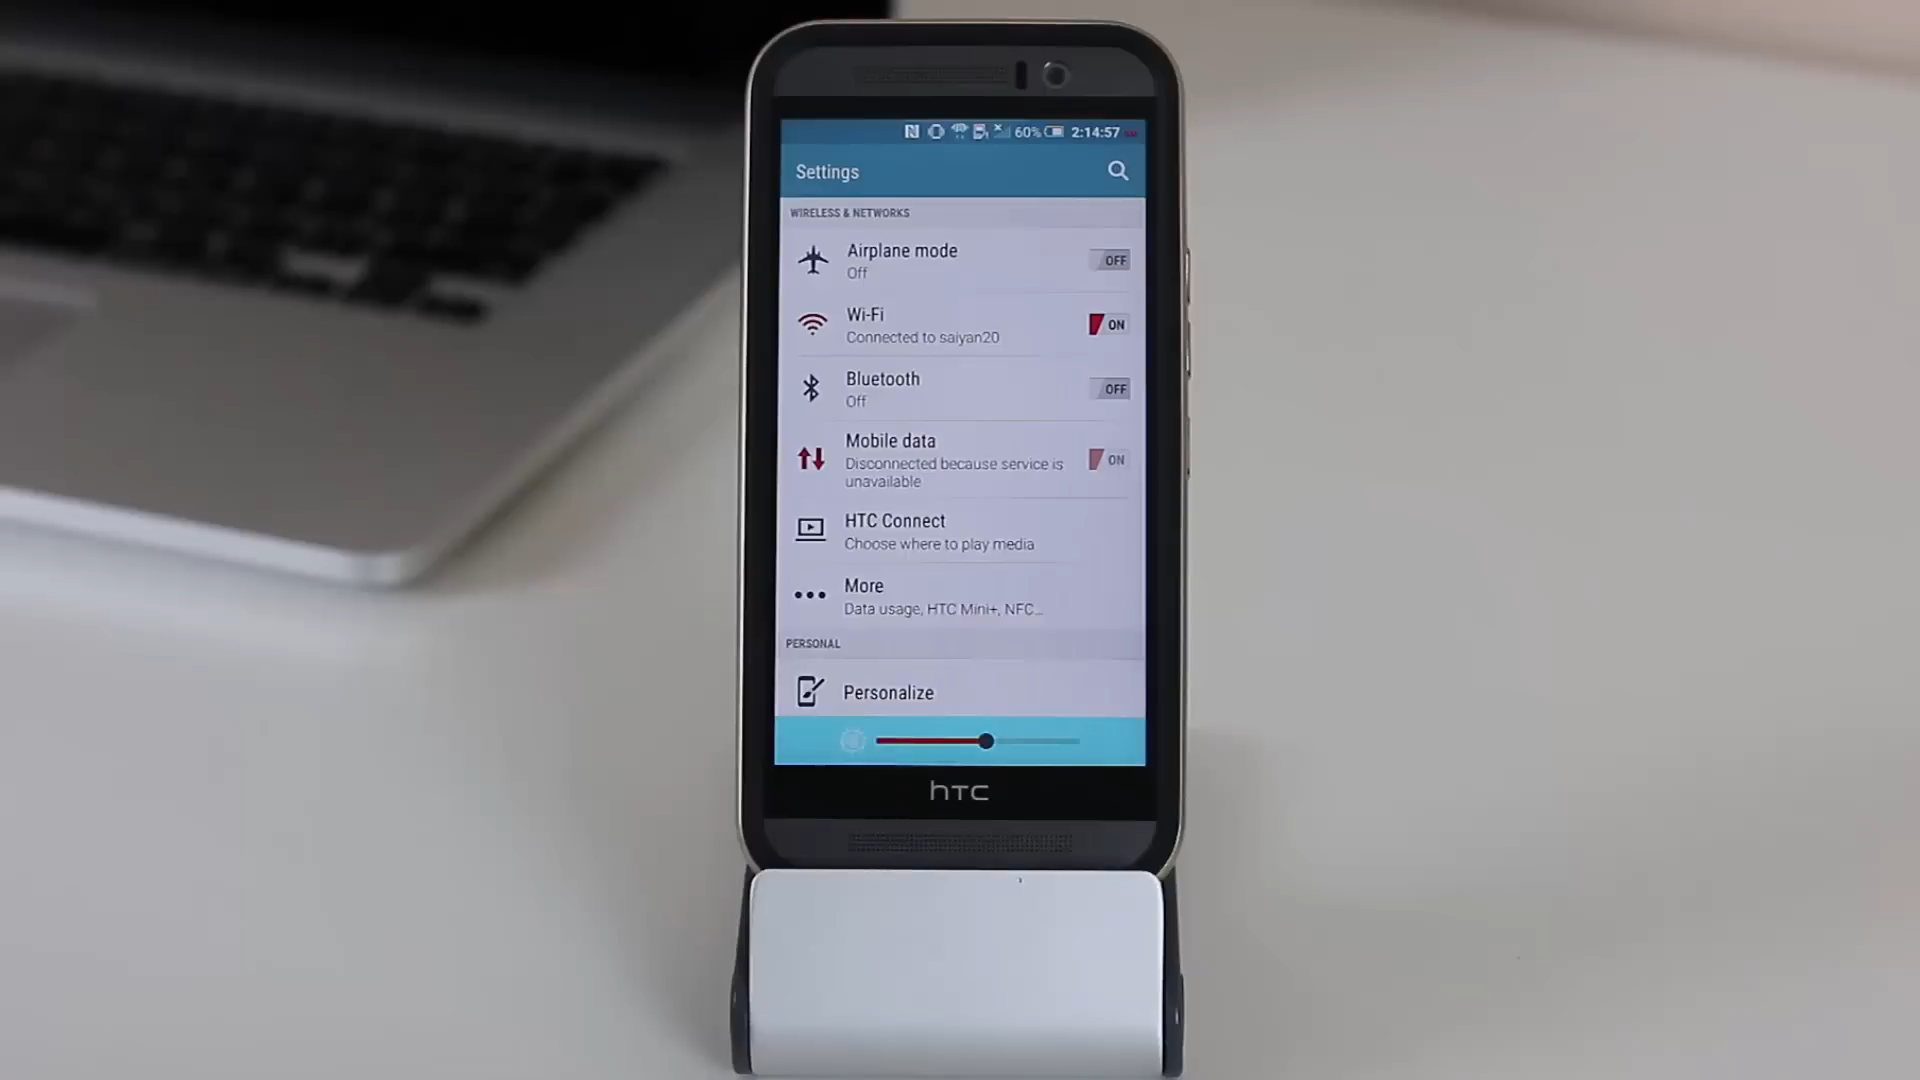 60% 2:14:57
Settings
WIRELESS & NETWORKS
Airplane mode
Off
OFF
Wi-Fi
Connected to saiyan20
ON
Bluetooth
Off
OFF
Mobile data
Disconnected because service is
unavailable
ON
HTC Connect
Choose where to play media
More
Data usage, HTC Mini+, NFC...
PERSONAL
Personalize
hTC